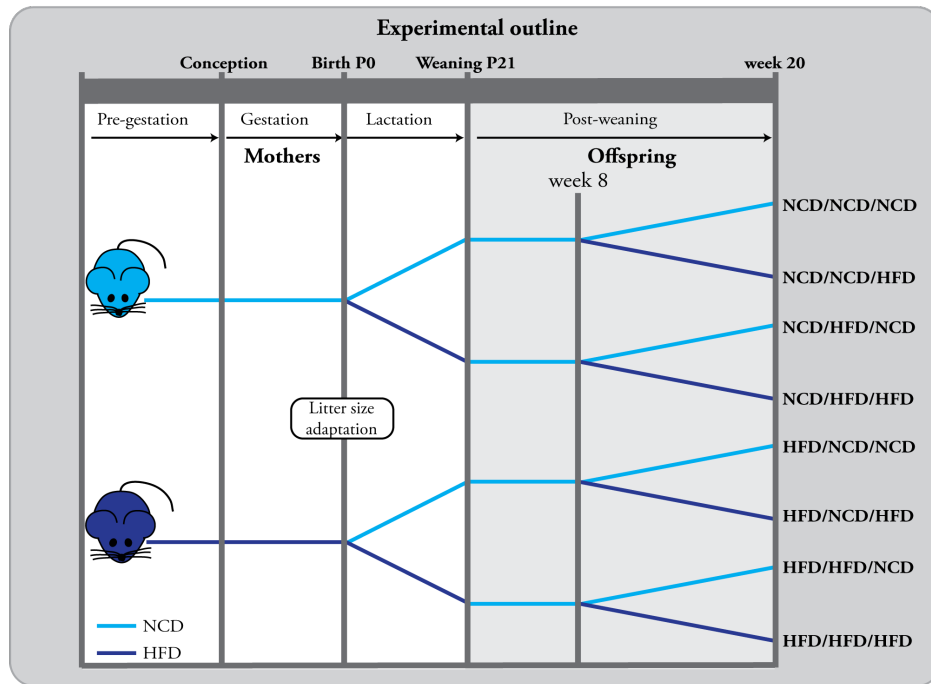 Experimental outline
Conception
Birth P0
Weaning P21
week 20
Pre-gestation
Gestation
Lactation
Post-weaning
Mothers
Offspring
week 8
NCD/NCD/NCD
NCD/NCD/HFD
NCD/HFD/NCD
NCD/HFD/HFD
Litter size
adaptation
HFD/NCD/NCD
HFD/NCD/HFD
HFD/HFD/NCD
HFD/HFD/HFD
NCD
HFD